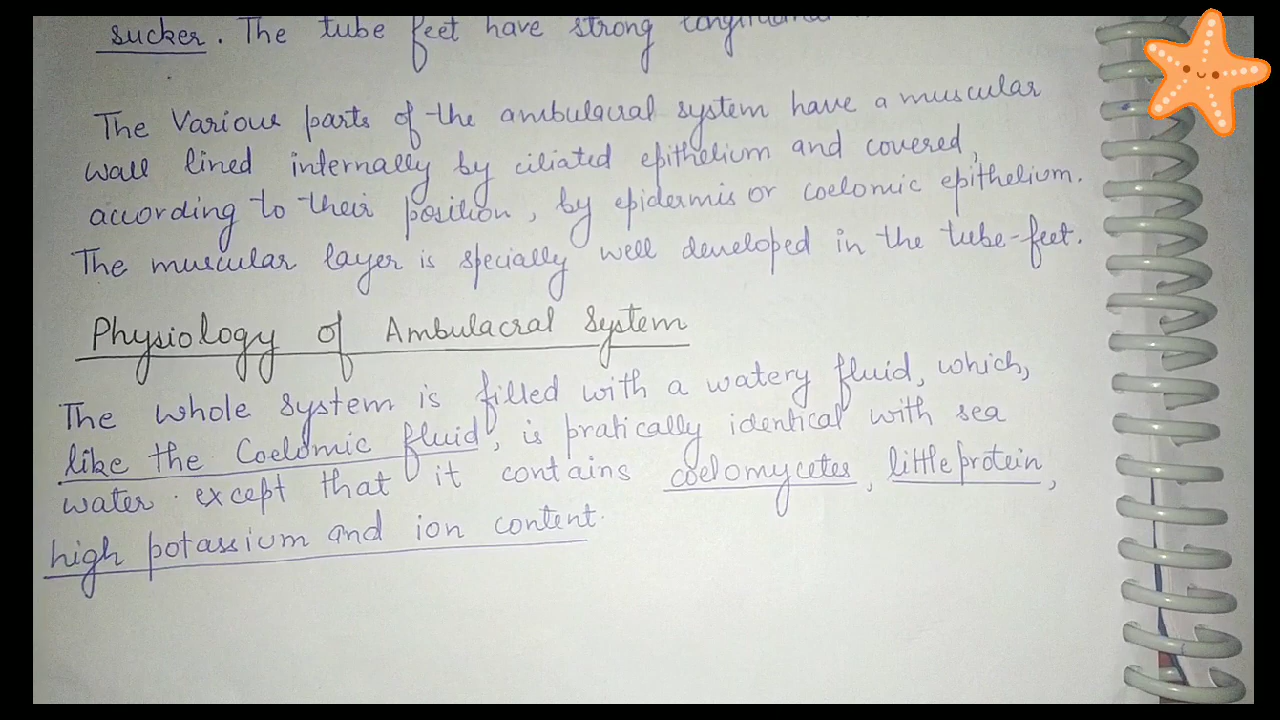 sucker. The tube feet have strong
The Various parts of the ambulacral system have a muscular
wall lined internally by ciliated epithelium and covered,
according to their position, by epidermis or coelomic epithelium.
The muscular layer is specially well developed in the tube-feet.
Physiology of Ambulacral System
The whole system is filled with a watery fluid, which,
like the Coelomic fluid, is pratically identical with sea
water except that it contains coelomycetes, little protein,
high potassium and ion content.